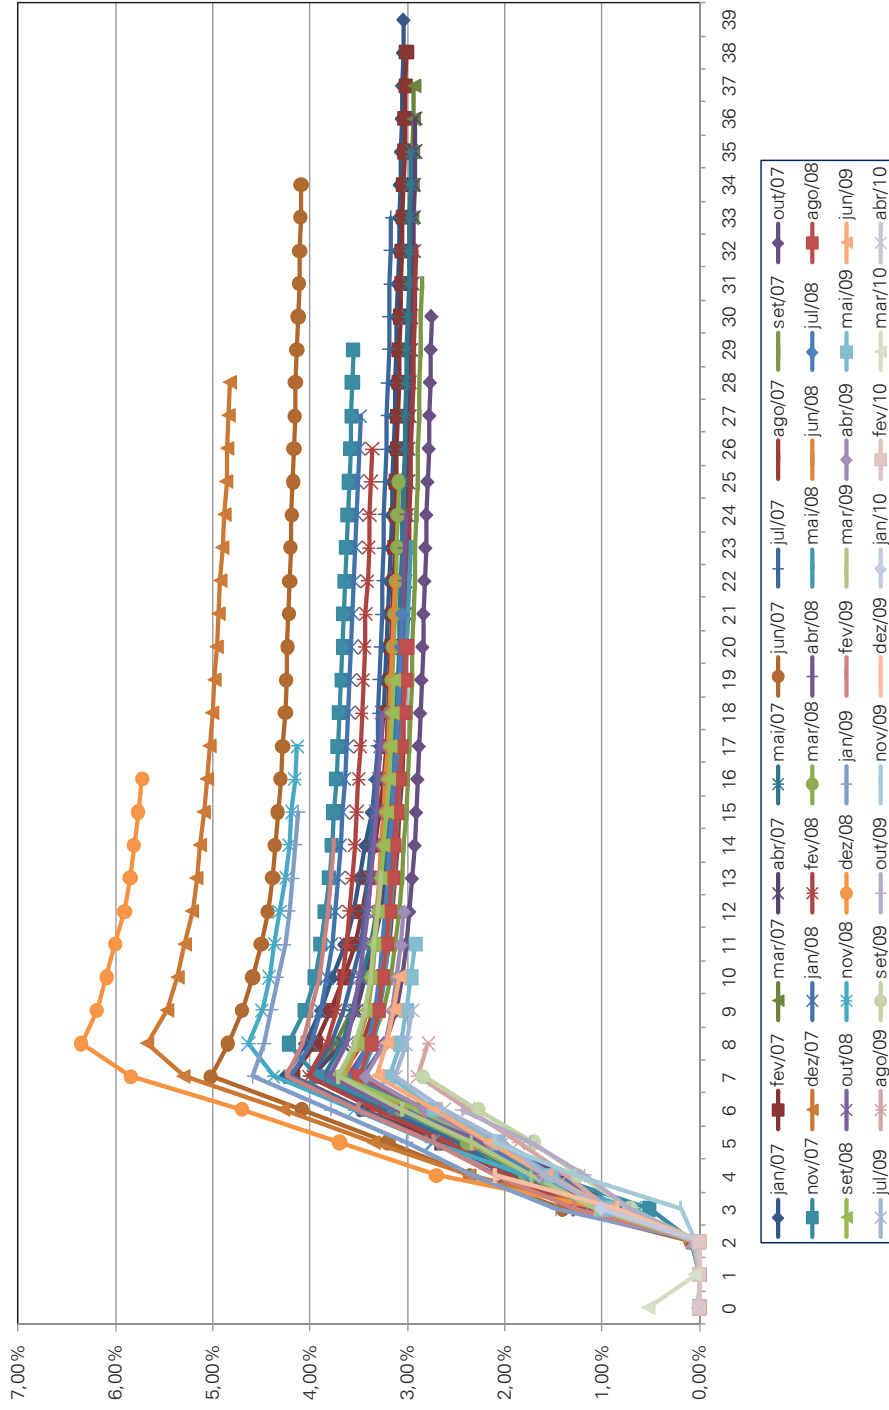 7,00%
6,00%
5,00%
4,00%
3,00%
2,00%
1,00%
0,00%
0 1 2 3 4 5 6 7 8 9 10 11 12 13 14 15 16 17 18 19 20 21 22 23 24 25 26 27 28 29 30 31 32 33 34 35 36 37 38 39
jan/07 fev/07 mar/07 abr/07 mai/07 jun/07 jul/07 ago/07 set/07 out/07
nov/07 dez/07 jan/08 fev/08 mar/08 abr/08 mai/08 jun/08 jul/08 ago/08
set/08 out/08 nov/08 dez/08 jan/09 fev/09 mar/09 abr/09 mai/09 jun/09
jul/09 ago/09 set/09 out/09 nov/09 dez/09 jan/10 fev/10 mar/10 abr/10